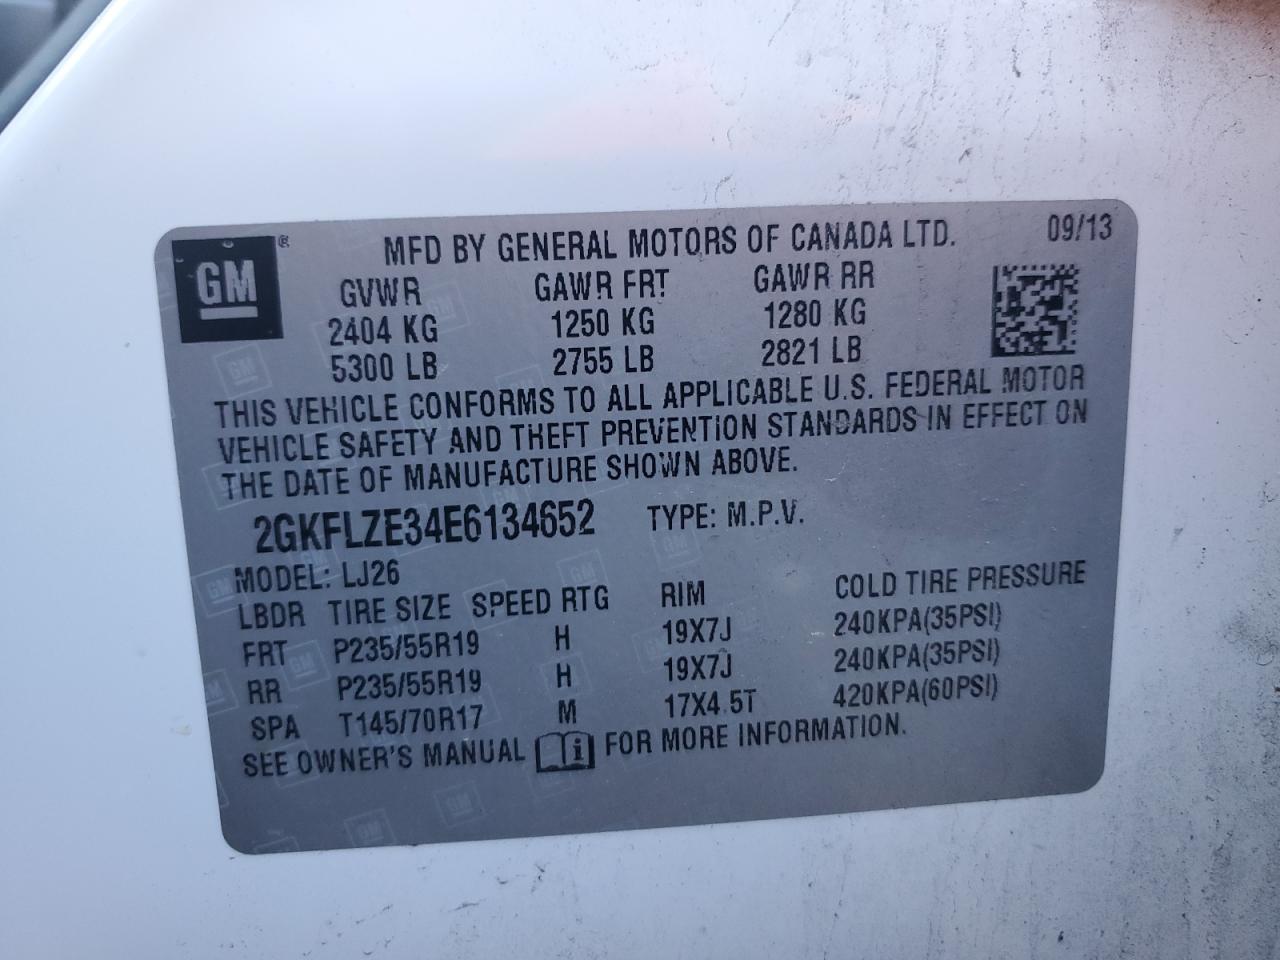 GM ® MFD BY GENERAL MOTORS OF CANADA LTD. 09/13
GVWR GAWR FRT GAWR RR
2404 KG 1250 KG 1280 KG
5300 LB 2755 LB 2821 LB
THIS VEHICLE CONFORMS TO ALL APPLICABLE U.S. FEDERAL MOTOR
VEHICLE SAFETY AND THEFT PREVENTION STANDARDS IN EFFECT ON
THE DATE OF MANUFACTURE SHOWN ABOVE.
2GKFLZE34E6134652 TYPE: M.P.V.
MODEL: LJ26
LBDR TIRE SIZE SPEED RTG RIM COLD TIRE PRESSURE
FRT P235/55R19 H 19X7J 240KPA(35PSI)
RR P235/55R19 H 19X7J 240KPA(35PSI)
SPA T145/70R17 M 17X4.5T 420KPA(60PSI)
SEE OWNER'S MANUAL i FOR MORE INFORMATION.